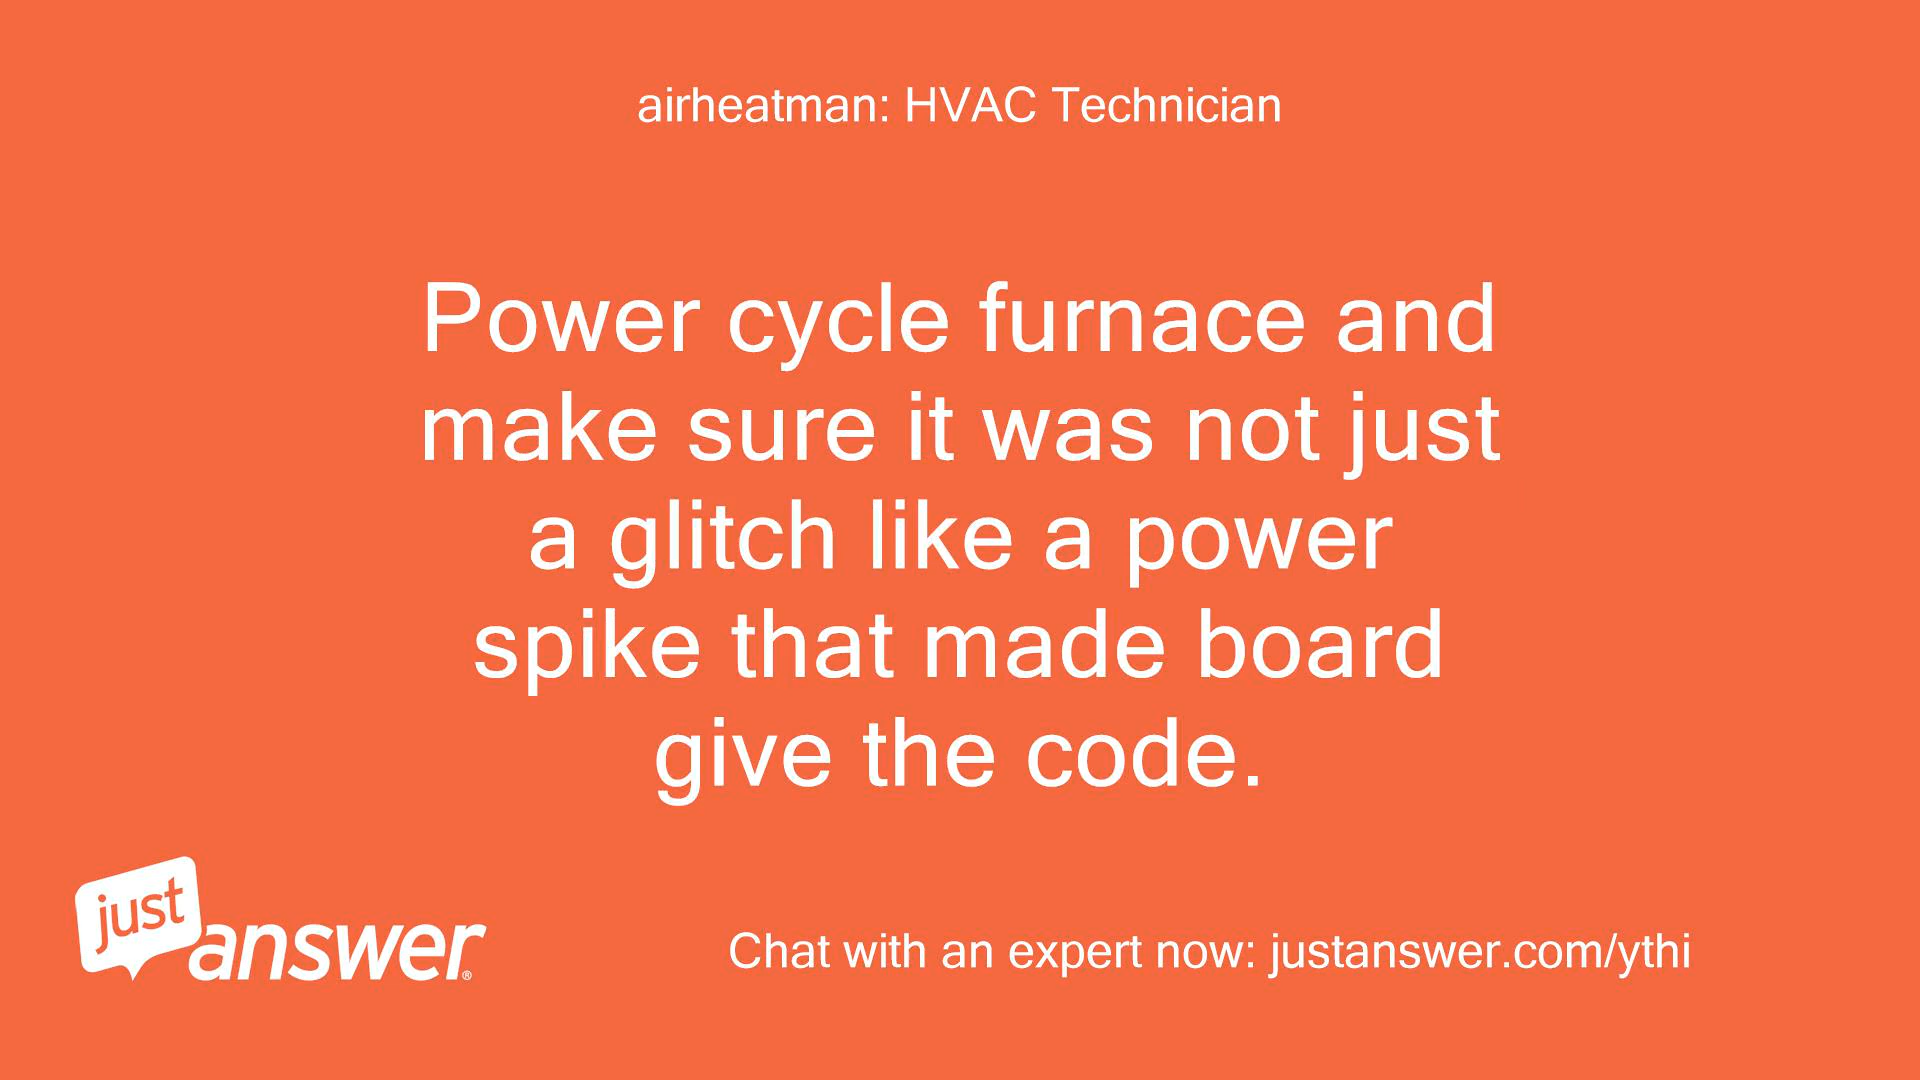 airheatman: HVAC Technician
Power cycle furnace and
make sure it was not just
a glitch like a power
spike that made board
give the code.
just
answer®
Chat with an expert now: justanswer.com/ythi